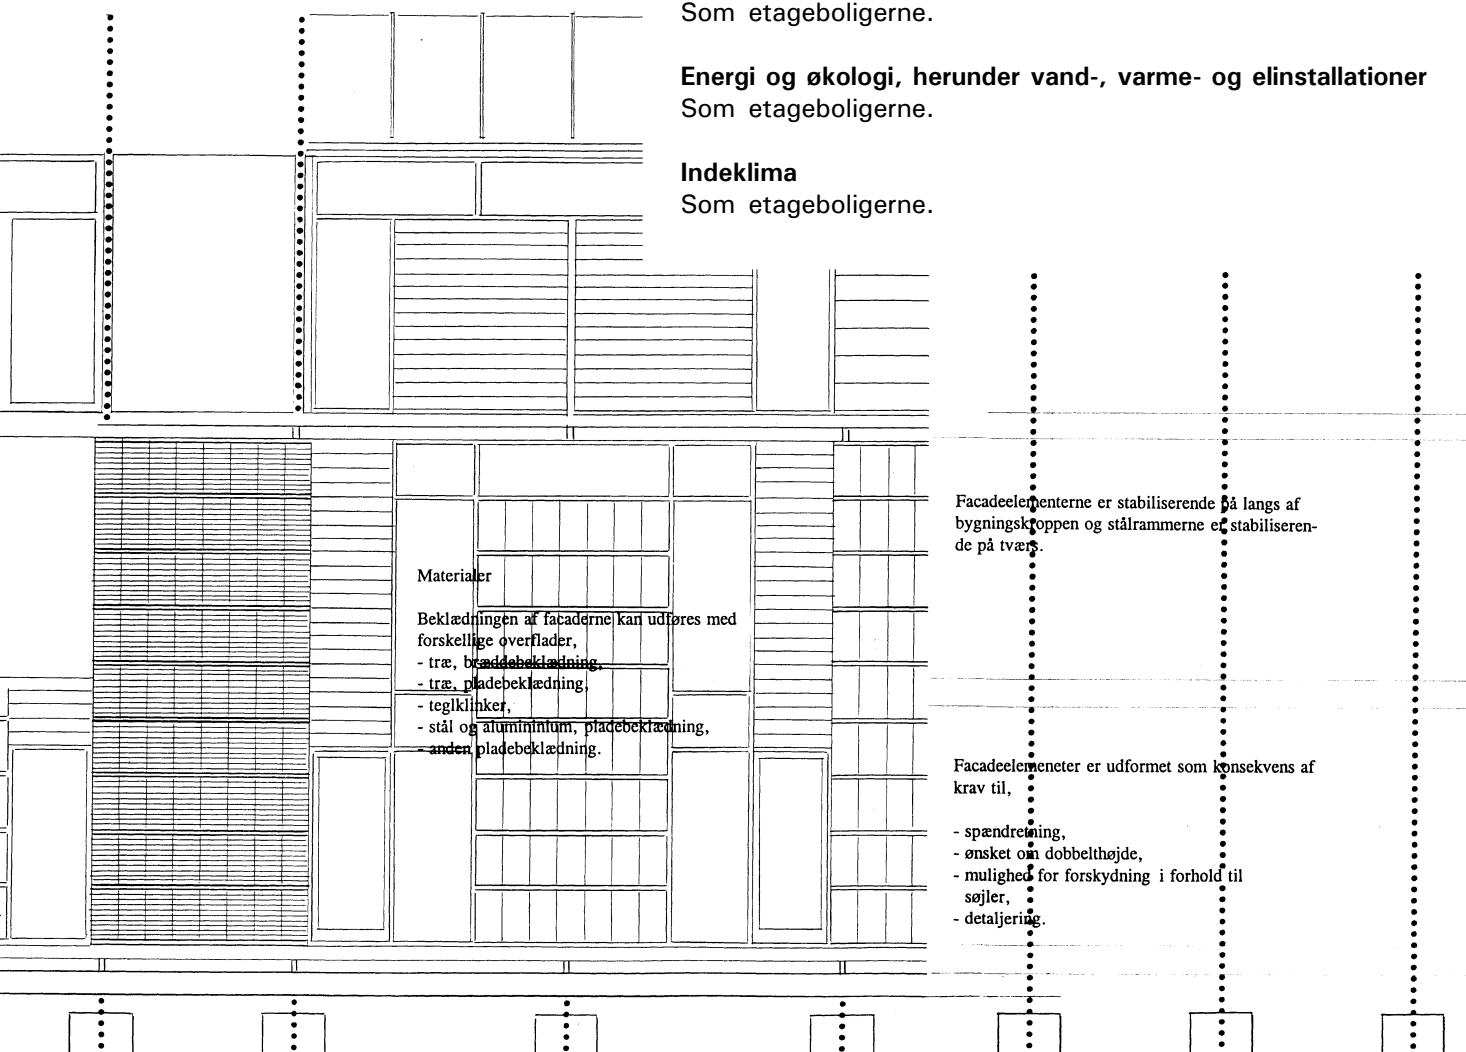 Som etageboligerne.
Energi og økologi, herunder vand-, varme- og elinstallationer
Som etageboligerne.
Indeklima
Som etageboligerne.
Facadeelementerne er stabiliserende på langs af
bygningskroppen og stålrammerne er stabiliseren-
de på tværs.
Materialer
Beklædningen af facaderne kan udføres med
forskellige overflader,
- træ, bræddebeklædning,
- træ, pladebeklædning,
- teglklinker,
- stål og alumininium, pladebeklædning,
- anden pladebeklædning.
Facadeelemeneter er udformet som konsekvens af
krav til,
- spændretning,
- ønsket om dobbelthøjde,
- mulighed for forskydning i forhold til
søjler,
- detaljering.